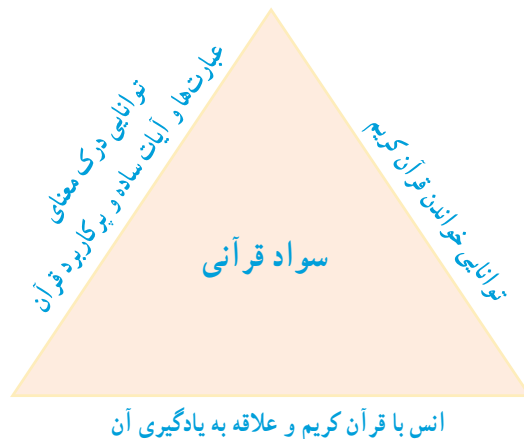 توانایی خواندن قرآن کریم
توانایی درک معنای
عبارت‌ها و آیات ساده و پرکاربرد قرآن
سواد قرآنی
انس با قرآن کریم و علاقه به یادگیری آن